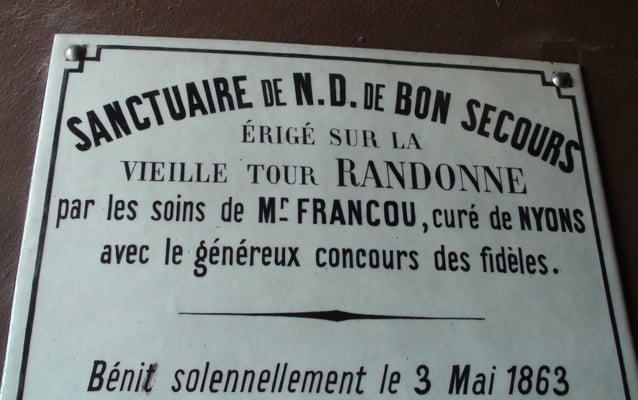 SANCTUAIRE DE N.D. DE BON SECOURS
ÉRIGÉ SUR LA
VIEILLE TOUR RANDONNE
par les soins de Mr FRANCOU, curé de NYONS
avec le généreux concours des fidèles.
Bénit solennellement le 3 Mai 1863